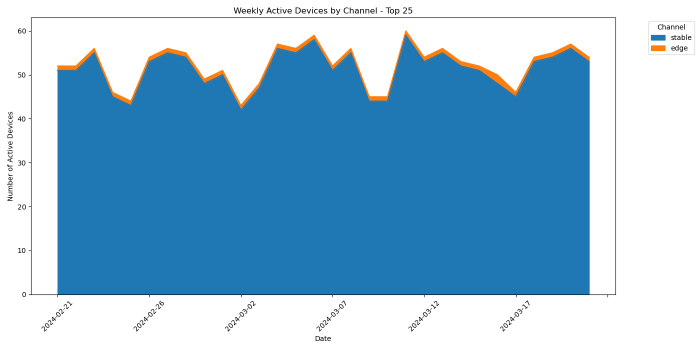 Weekly Active Devices by Channel - Top 25
Channel
stable
edge
Number of Active Devices
60
50
40
30
20
10
0
2024-02-21
2024-02-26
2024-03-02
2024-03-07
2024-03-12
2024-03-17
Date